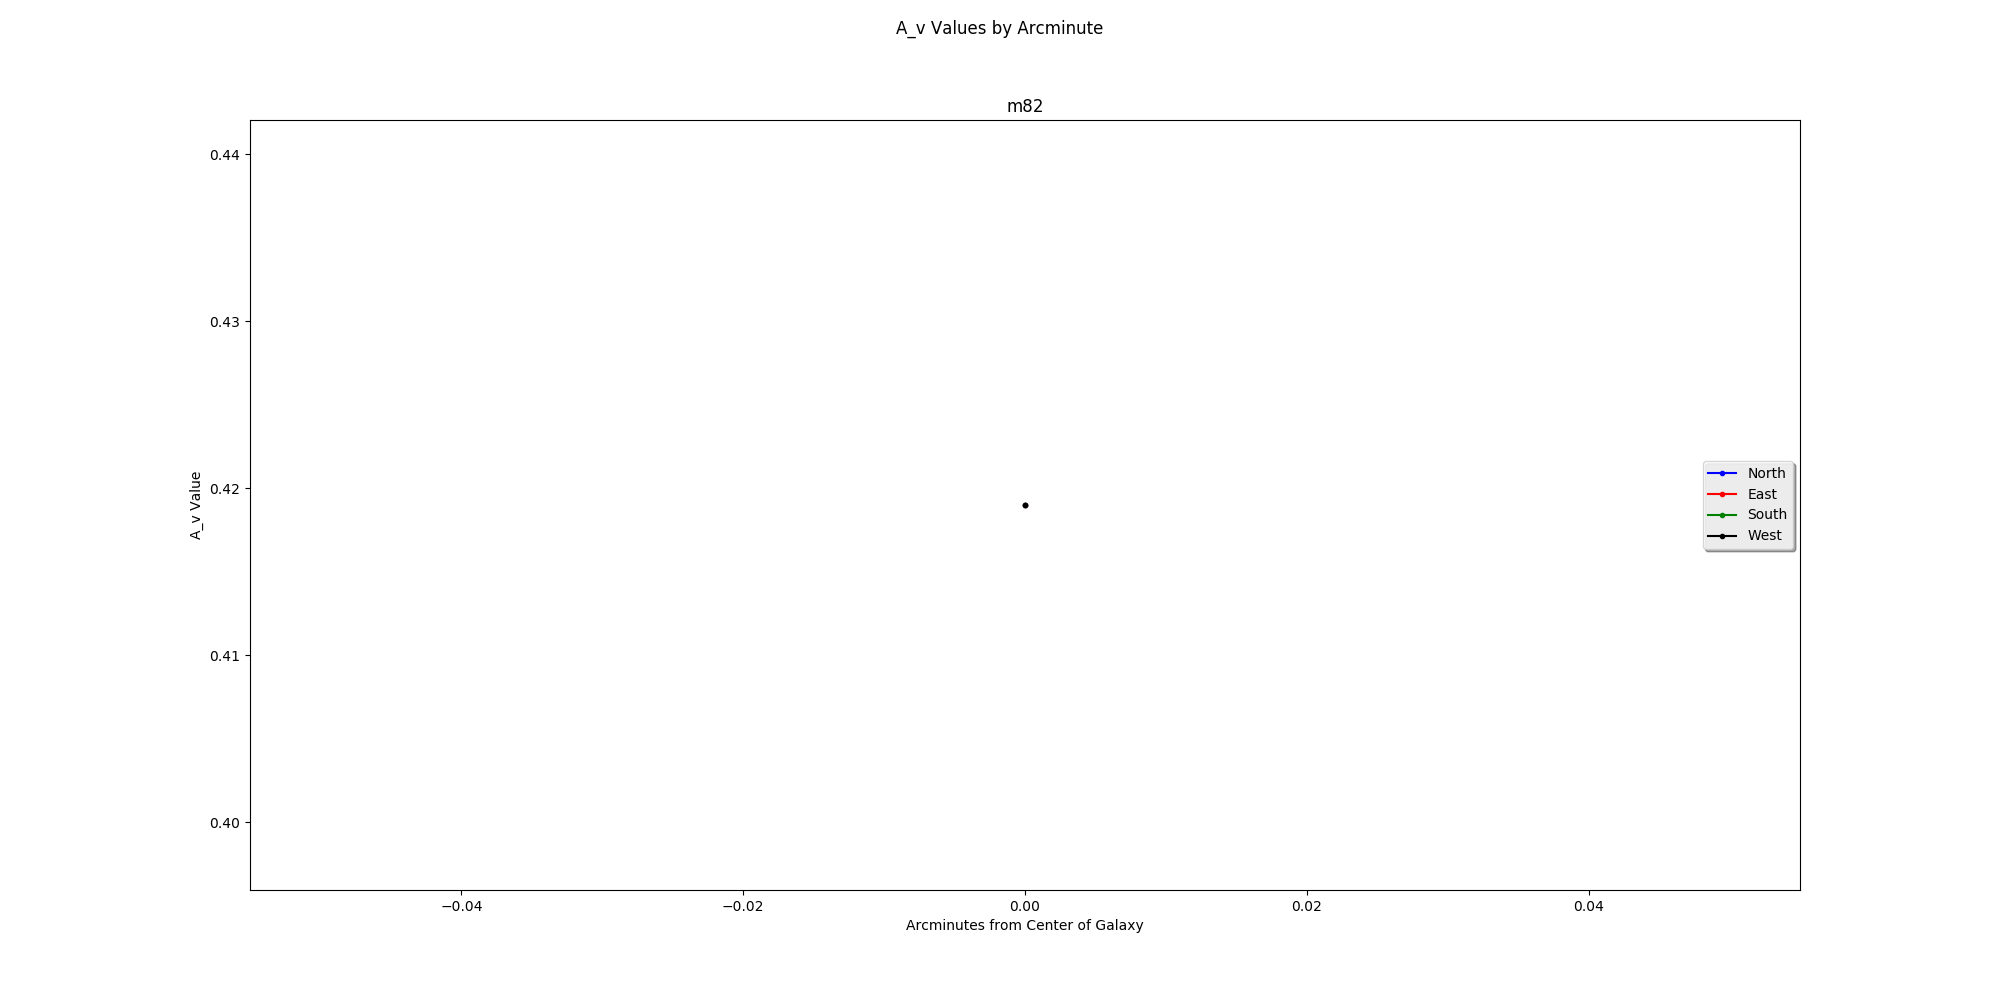 A_v Values by Arcminute
m82
0.44
0.43
0.42
0.41
0.40
A_v Value
North
East
South
West
−0.04
−0.02
0.00
0.02
0.04
Arcminutes from Center of Galaxy